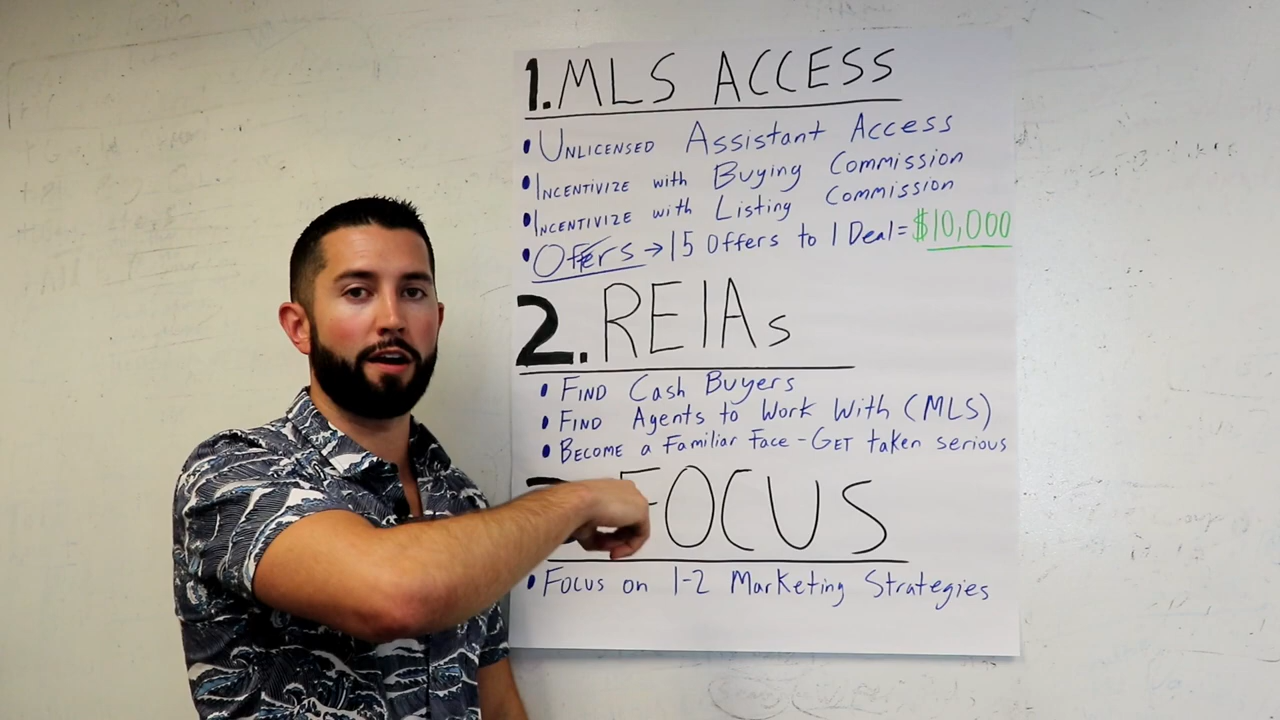 1. MLS ACCESS
• UNLICENSED Assistant Access
• INCENTIVIZE with Buying Commission
• INCENTIVIZE with Listing Commission
• Offers → 15 Offers to 1 Deal = $10,000
2. REIAs
• FIND Cash Buyers
• FIND Agents to Work With (MLS)
• BECOME a Familiar Face - GET taken serious
FOCUS
• FOCUS on 1-2 Marketing Strategies